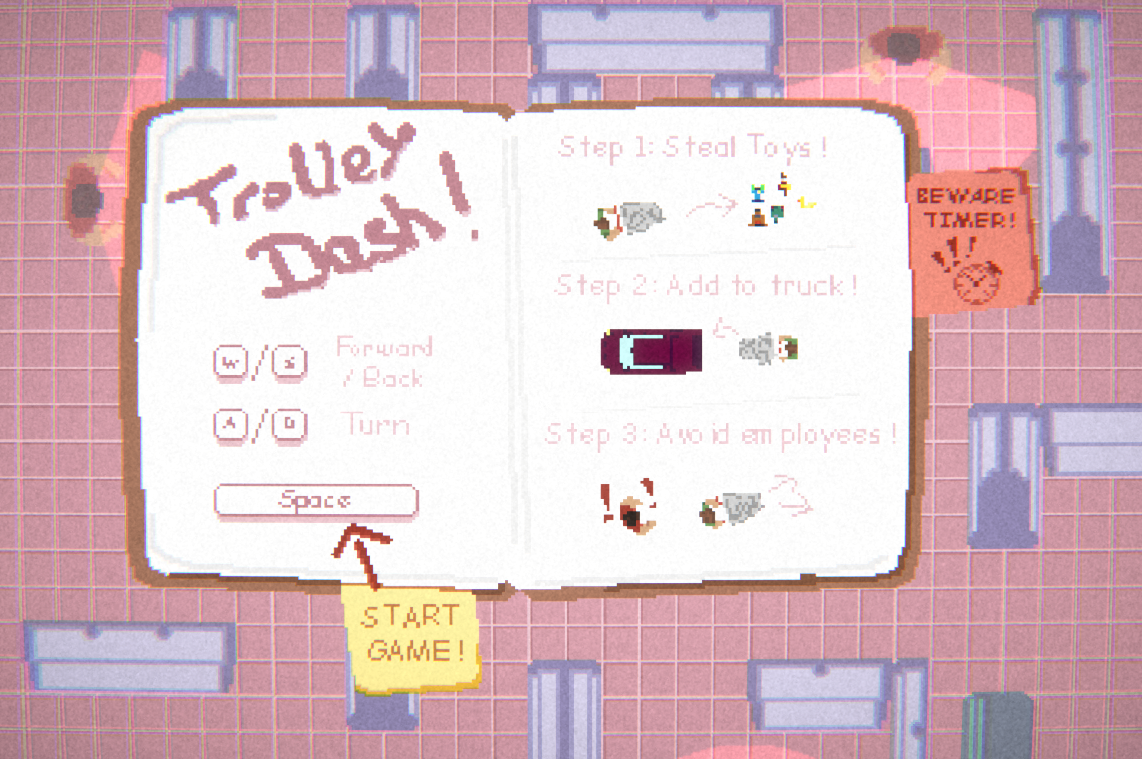 Trolley
Dash!
W/S
Forward
/ Back
A/D
Turn
Space
START
GAME!
Step 1: Steal Toys!
Step 2: Add to truck!
Step 3: Avoid employees!
BEWARE
TIMER!
!!!